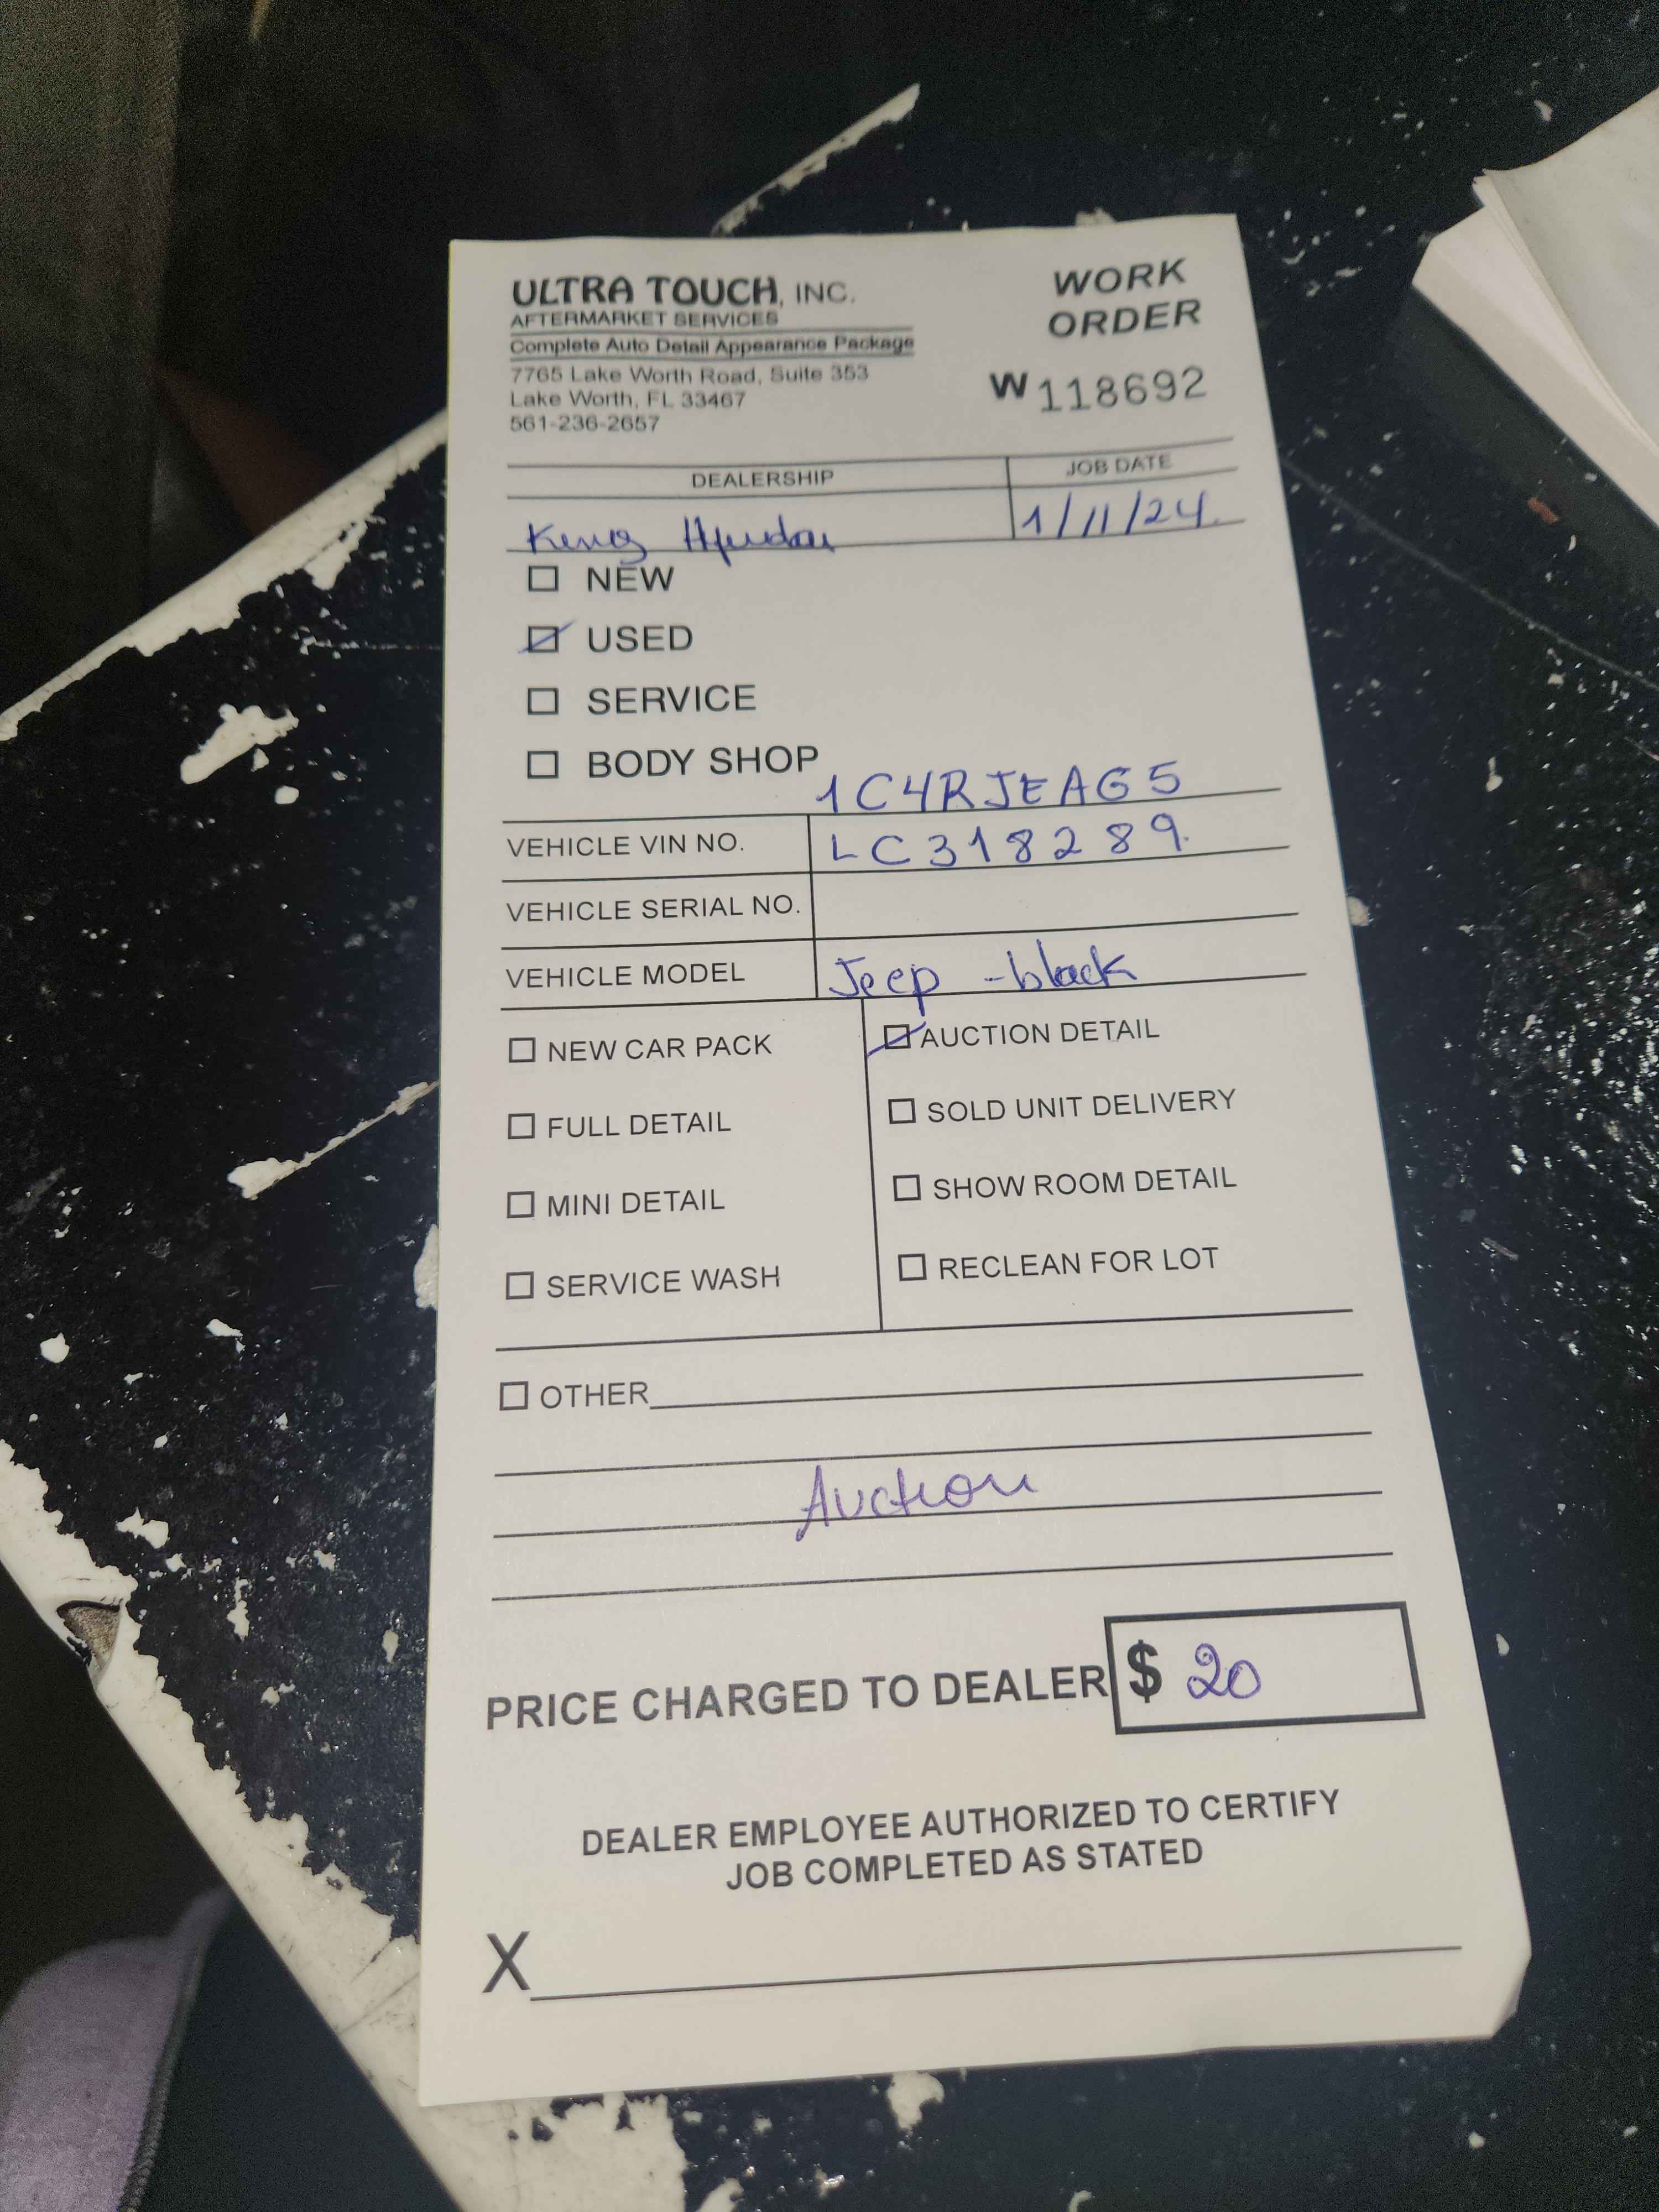 ULTRA TOUCH, INC.
AFTERMARKET SERVICES
Complete Auto Detail Appearance Package
7765 Lake Worth Road, Suite 353
Lake Worth, FL 33467
561-236-2657
WORK
ORDER
W 118692
DEALERSHIP
JOB DATE
1/11/24.
NEW
USED
SERVICE
BODY SHOP
1C4RJEAG5
VEHICLE VIN NO. LC318289.
VEHICLE SERIAL NO.
VEHICLE MODEL Jeep - black
NEW CAR PACK
FULL DETAIL
MINI DETAIL
SERVICE WASH
AUCTION DETAIL
SOLD UNIT DELIVERY
SHOW ROOM DETAIL
RECLEAN FOR LOT
OTHER
Auction
PRICE CHARGED TO DEALER $ 20
DEALER EMPLOYEE AUTHORIZED TO CERTIFY
JOB COMPLETED AS STATED
X